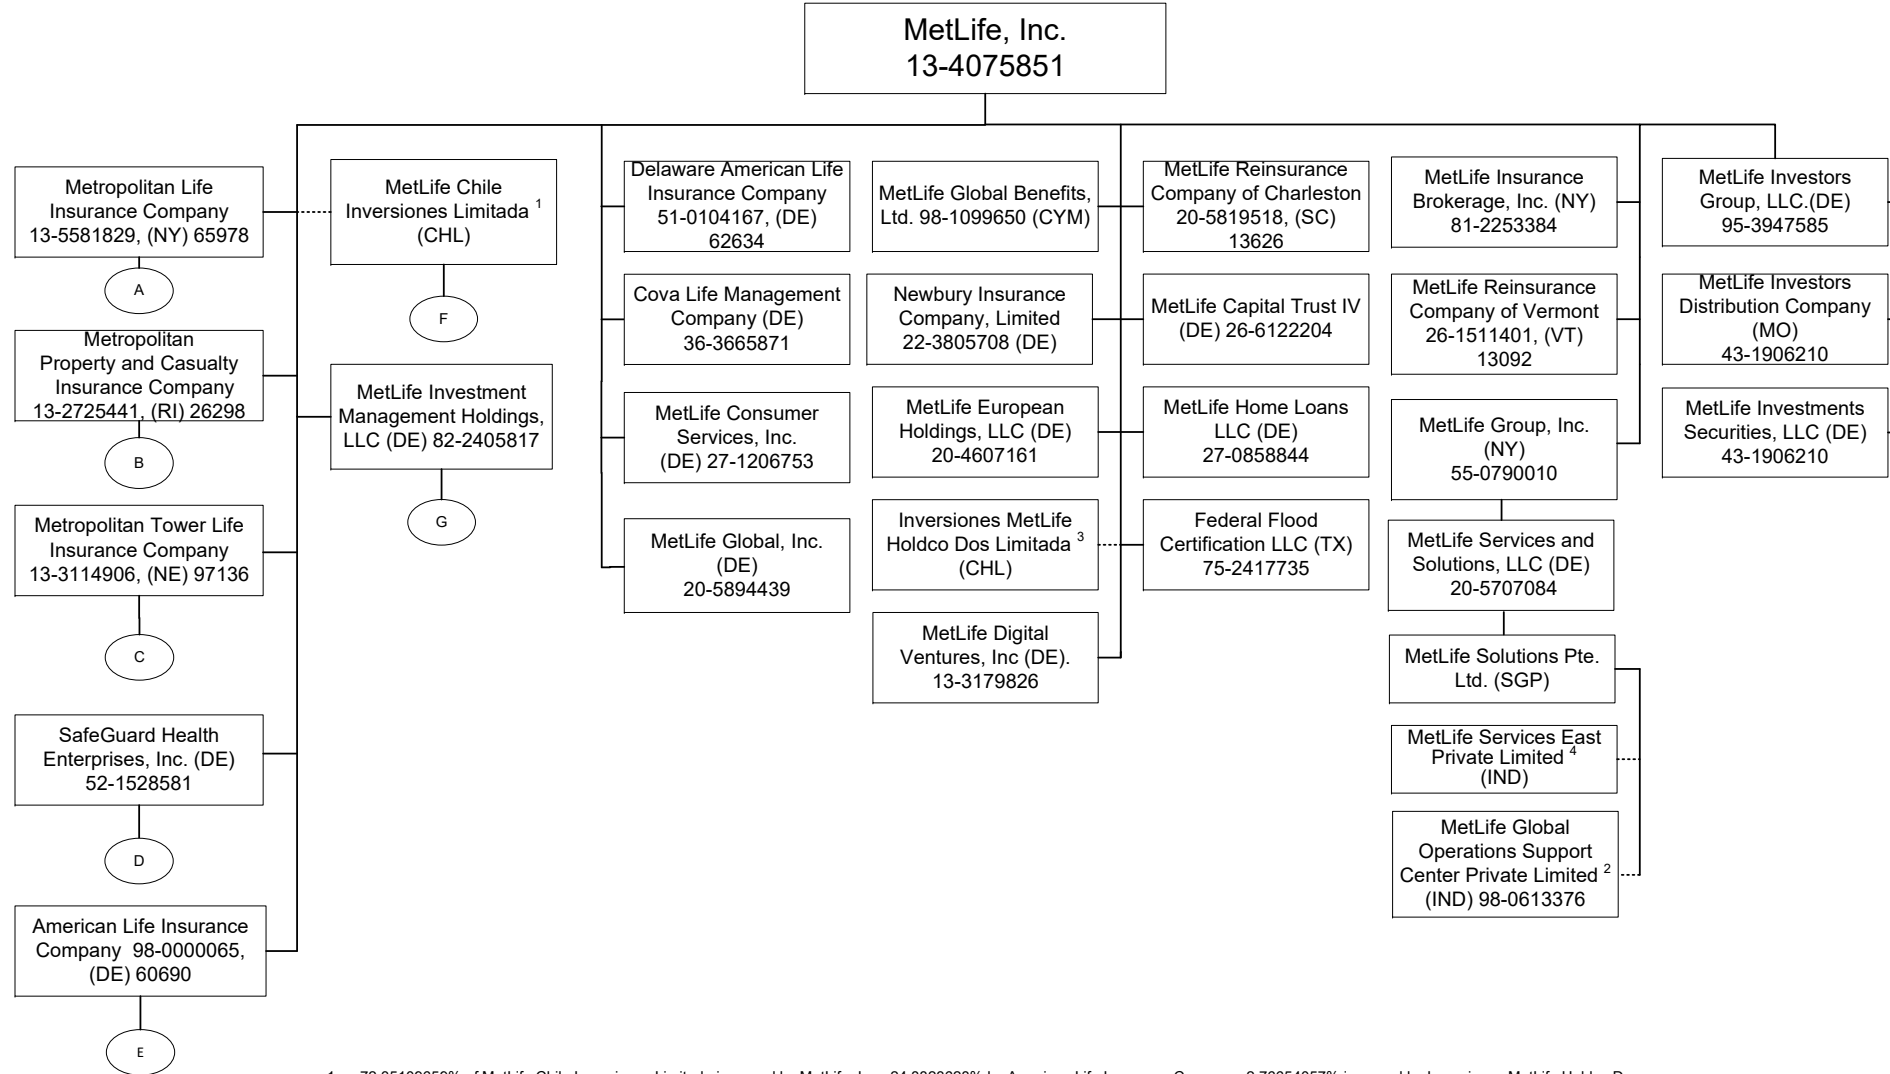 MetLife, Inc.
13-4075851
Metropolitan Life
Insurance Company
13-5581829, (NY) 65978
A
Metropolitan
Property and Casualty
Insurance Company
13-2725441, (RI) 26298
B
Metropolitan Tower Life
Insurance Company
13-3114906, (NE) 97136
C
SafeGuard Health
Enterprises, Inc. (DE)
52-1528581
D
American Life Insurance
Company 98-0000065,
(DE) 60690
E
MetLife Chile
Inversiones Limitada 1
(CHL)
F
MetLife Investment
Management Holdings,
LLC (DE) 82-2405817
G
Delaware American Life
Insurance Company
51-0104167, (DE)
62634
Cova Life Management
Company (DE)
36-3665871
MetLife Consumer
Services, Inc.
(DE) 27-1206753
MetLife Global, Inc.
(DE)
20-5894439
MetLife Global Benefits,
Ltd. 98-1099650 (CYM)
Newbury Insurance
Company, Limited
22-3805708 (DE)
MetLife European
Holdings, LLC (DE)
20-4607161
Inversiones MetLife
Holdco Dos Limitada 3
(CHL)
MetLife Digital
Ventures, Inc (DE).
13-3179826
MetLife Reinsurance
Company of Charleston
20-5819518, (SC)
13626
MetLife Capital Trust IV
(DE) 26-6122204
MetLife Home Loans
LLC (DE)
27-0858844
Federal Flood
Certification LLC (TX)
75-2417735
MetLife Insurance
Brokerage, Inc. (NY)
81-2253384
MetLife Reinsurance
Company of Vermont
26-1511401, (VT)
13092
MetLife Group, Inc.
(NY)
55-0790010
MetLife Services and
Solutions, LLC (DE)
20-5707084
MetLife Solutions Pte.
Ltd. (SGP)
MetLife Services East
Private Limited 4
(IND)
MetLife Global
Operations Support
Center Private Limited 2
(IND) 98-0613376
MetLife Investors
Group, LLC.(DE)
95-3947585
MetLife Investors
Distribution Company
(MO)
43-1906210
MetLife Investments
Securities, LLC (DE)
43-1906210